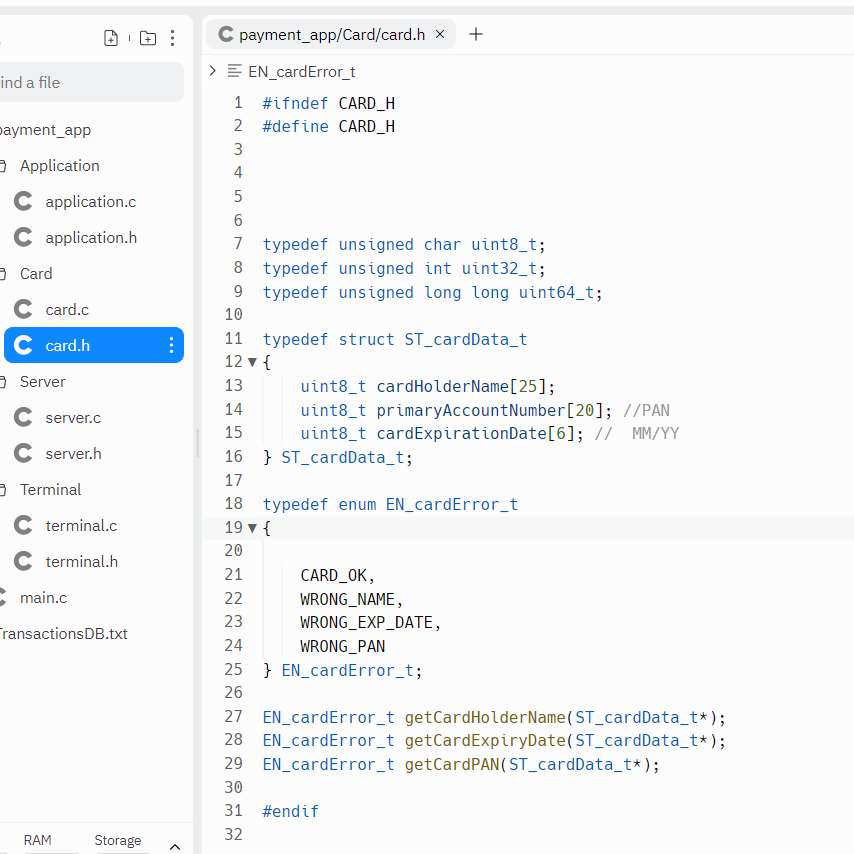 payment_app/Card/card.h
EN_cardError_t
ind a file
payment_app
Application
application.c
application.h
Card
card.c
card.h
Server
server.c
server.h
Terminal
terminal.c
terminal.h
main.c
TransactionsDB.txt
RAM
Storage
1 #ifndef CARD_H
2 #define CARD_H
3
4
5
6
7 typedef unsigned char uint8_t;
8 typedef unsigned int uint32_t;
9 typedef unsigned long long uint64_t;
10
11 typedef struct ST_cardData_t
12 {
13 uint8_t cardHolderName[25];
14 uint8_t primaryAccountNumber[20]; //PAN
15 uint8_t cardExpirationDate[6]; // MM/YY
16 } ST_cardData_t;
17
18 typedef enum EN_cardError_t
19 {
20
21 CARD_OK,
22 WRONG_NAME,
23 WRONG_EXP_DATE,
24 WRONG_PAN
25 } EN_cardError_t;
26
27 EN_cardError_t getCardHolderName(ST_cardData_t*);
28 EN_cardError_t getCardExpiryDate(ST_cardData_t*);
29 EN_cardError_t getCardPAN(ST_cardData_t*);
30
31 #endif
32